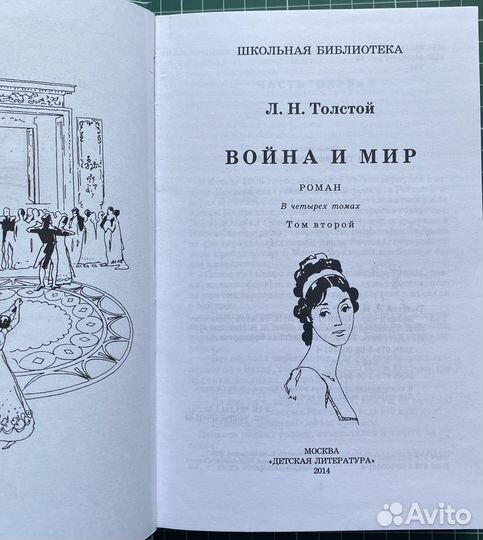 ШКОЛЬНАЯ БИБЛИОТЕКА
Л. Н. Толстой
ВОЙНА И МИР
РОМАН
В четырех томах
Том второй
МОСКВА
«ДЕТСКАЯ ЛИТЕРАТУРА»
2014
Avito